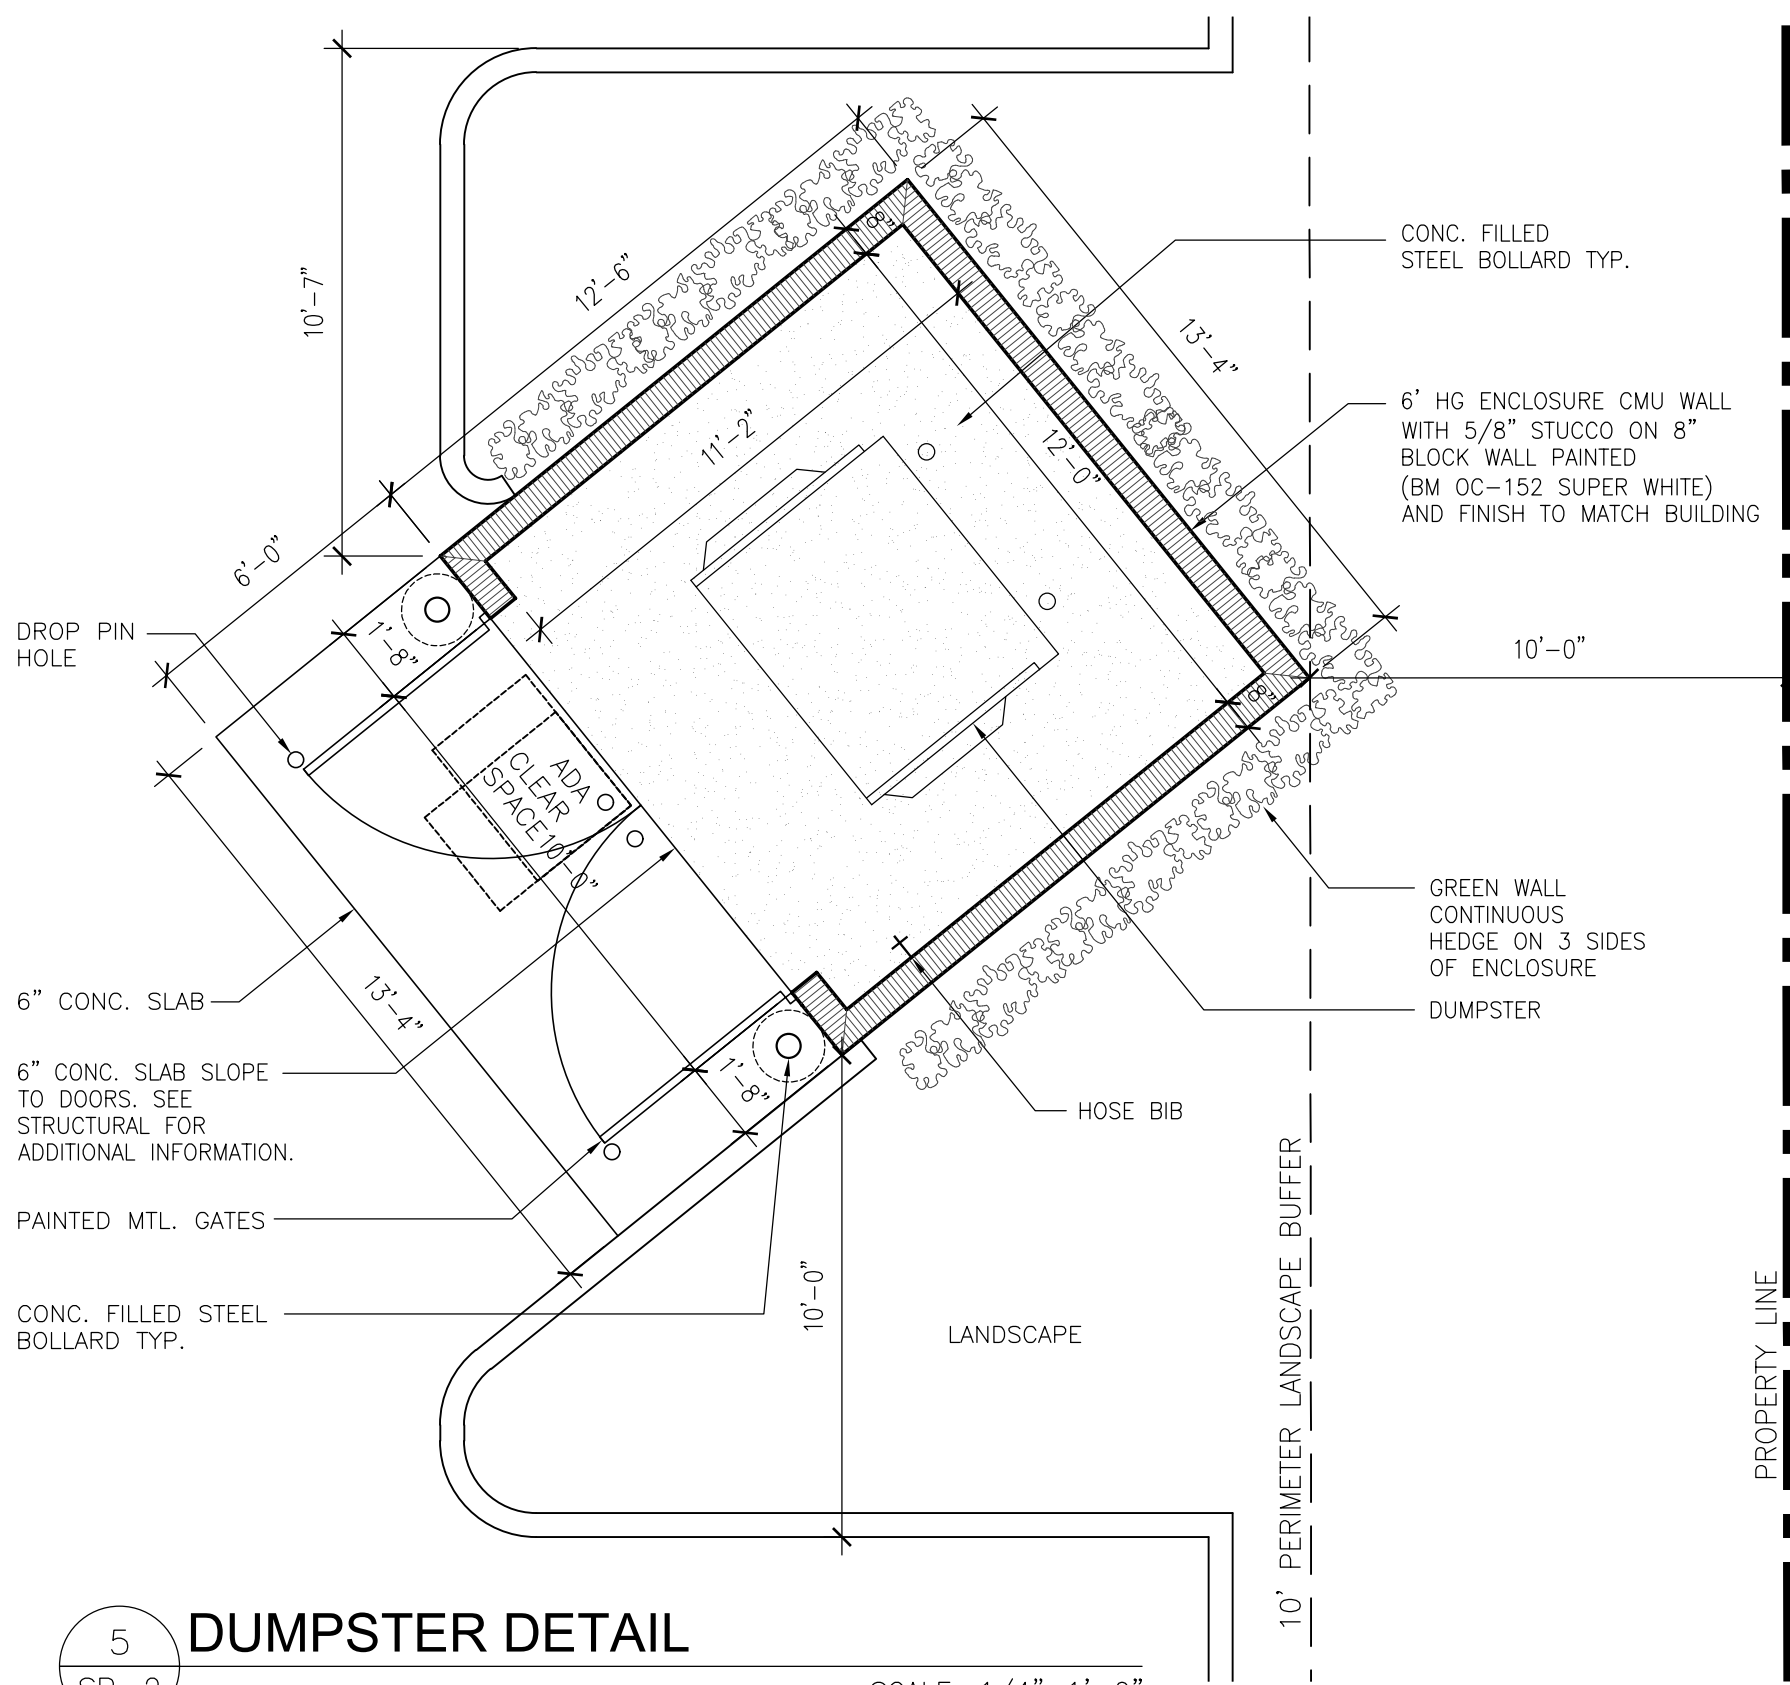 10'-7"
12'-6"
8"
13'-4"
11'-2"
12'-0"
CONC. FILLED
STEEL BOLLARD TYP.
6' HG ENCLOSURE CMU WALL
WITH 5/8" STUCCO ON 8"
BLOCK WALL PAINTED
(BM OC-152 SUPER WHITE)
AND FINISH TO MATCH BUILDING
6'-0"
DROP PIN
HOLE
1'-8"
10'-0"
8"
ADA
CLEAR
SPACE
10'-0"
GREEN WALL
CONTINUOUS
HEDGE ON 3 SIDES
OF ENCLOSURE
DUMPSTER
6" CONC. SLAB
13'-4"
6" CONC. SLAB SLOPE
TO DOORS. SEE
STRUCTURAL FOR
ADDITIONAL INFORMATION.
1'-8"
HOSE BIB
PAINTED MTL. GATES
CONC. FILLED STEEL
BOLLARD TYP.
10'-0"
LANDSCAPE
10' PERIMETER LANDSCAPE BUFFER
PROPERTY LINE
5
DUMPSTER DETAIL